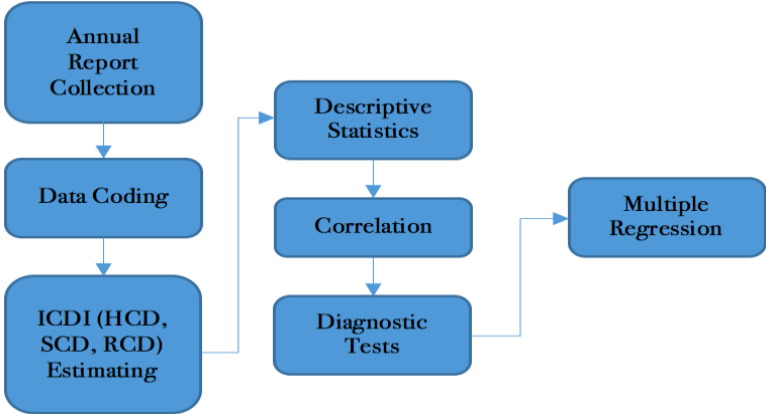 Annual
Report
Collection
Data Coding
ICDI (HCD,
SCD, RCD)
Estimating
Descriptive
Statistics
Correlation
Diagnostic
Tests
Multiple
Regression